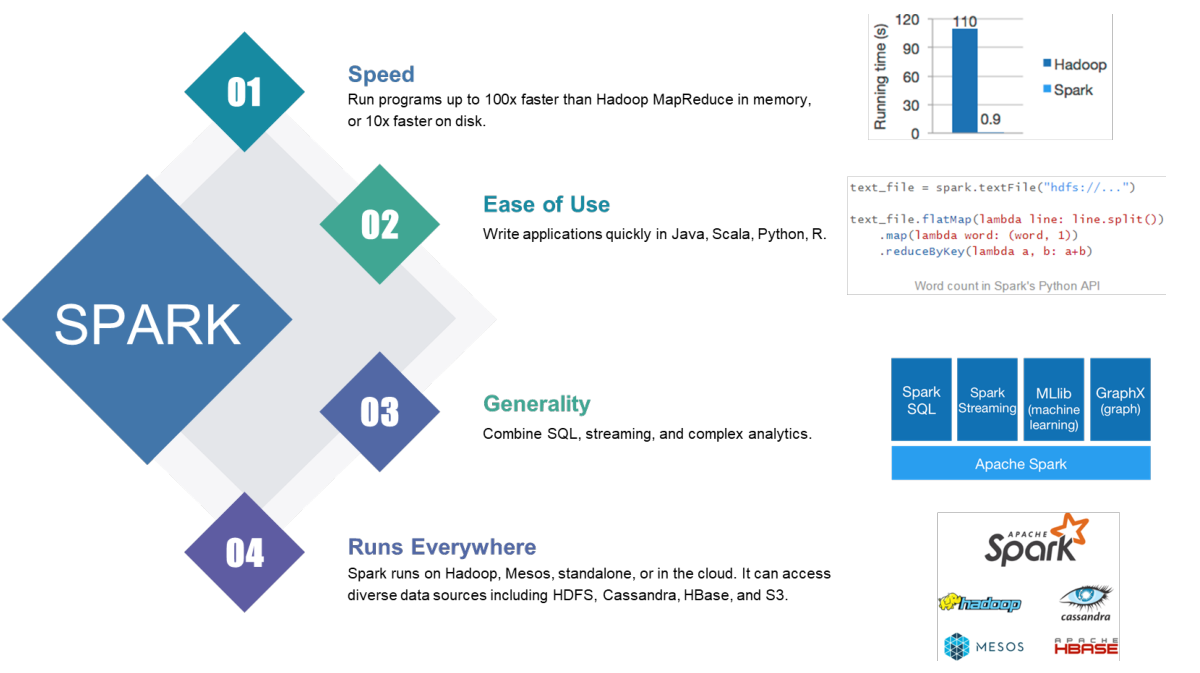 SPARK
01
Speed
Run programs up to 100x faster than Hadoop MapReduce in memory,
or 10x faster on disk.
Running time (s)
120
90
60
30
0
110
0.9
Hadoop
Spark
02
Ease of Use
Write applications quickly in Java, Scala, Python, R.
text_file = spark.textFile("hdfs://...")
text_file.flatMap(lambda line: line.split())
.map(lambda word: (word, 1))
.reduceByKey(lambda a, b: a+b)
Word count in Spark's Python API
03
Generality
Combine SQL, streaming, and complex analytics.
Spark
SQL
Spark
Streaming
MLlib
(machine
learning)
GraphX
(graph)
Apache Spark
04
Runs Everywhere
Spark runs on Hadoop, Mesos, standalone, or in the cloud. It can access
diverse data sources including HDFS, Cassandra, HBase, and S3.
APACHE
Spark
hadoop
cassandra
MESOS
APACHE
HBASE